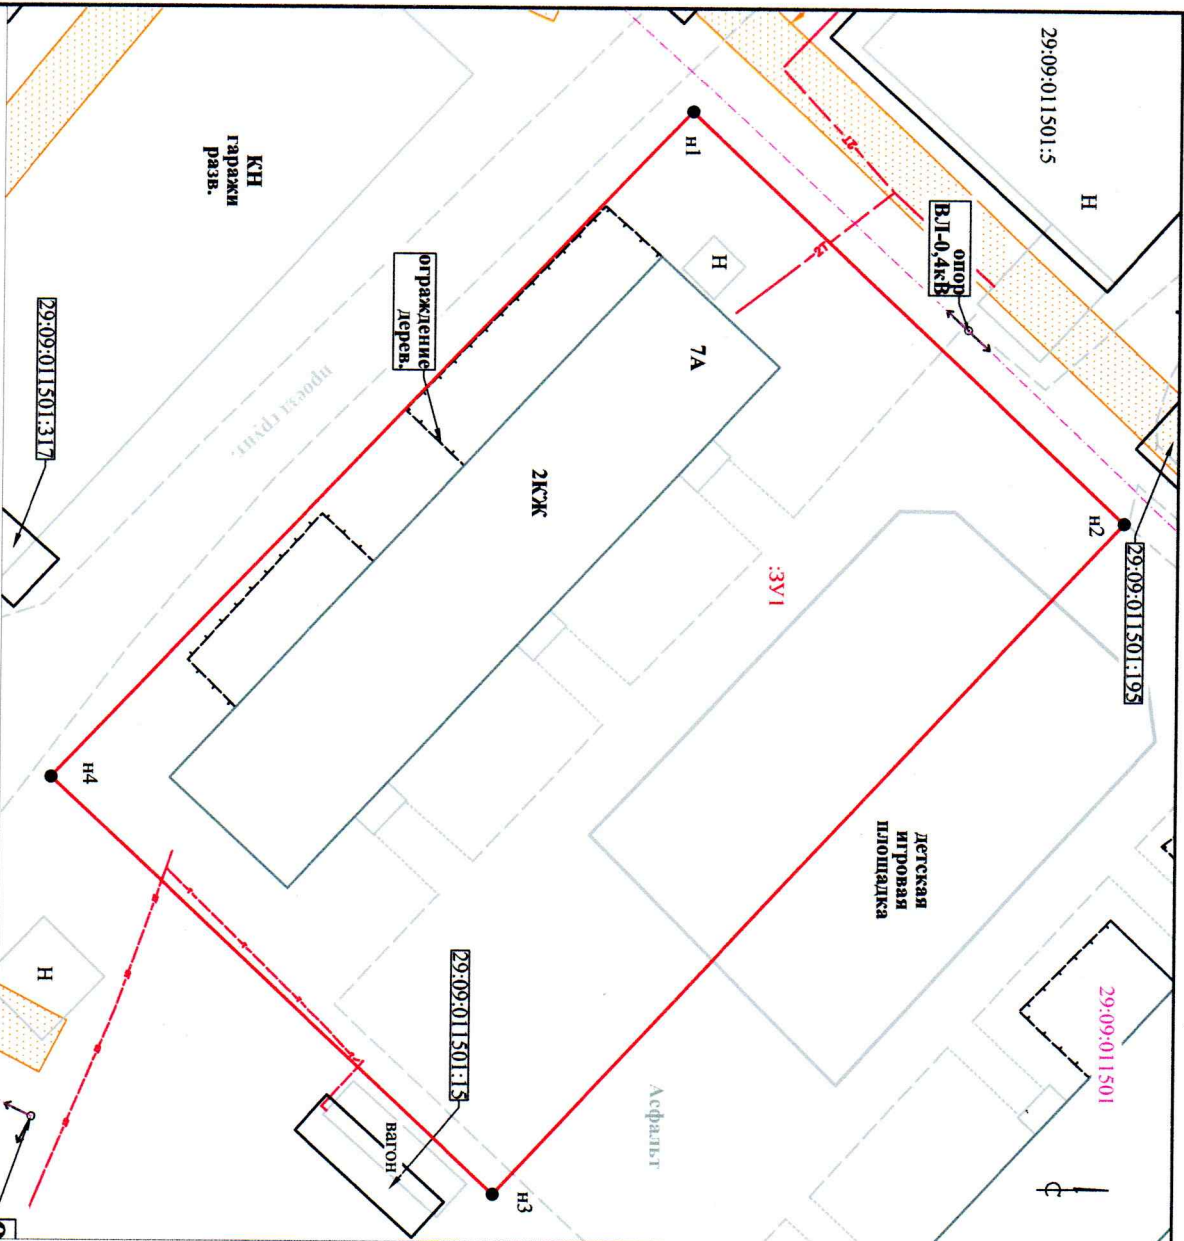 29:09:011501:5
Н
опор
ВЛ-0,4кВ
29:09:011501:195
н1
н2
Н
7А
2Т
2Т
КН
гаражи
разв.
ограждение
дерев.
2КЖ
:ЗУ1
проезд грунт.
29:09:011501:317
детская
игровая
площадка
29:09:011501
н4
29:09:011501:15
вагон
Асфальт
н3
Н
С